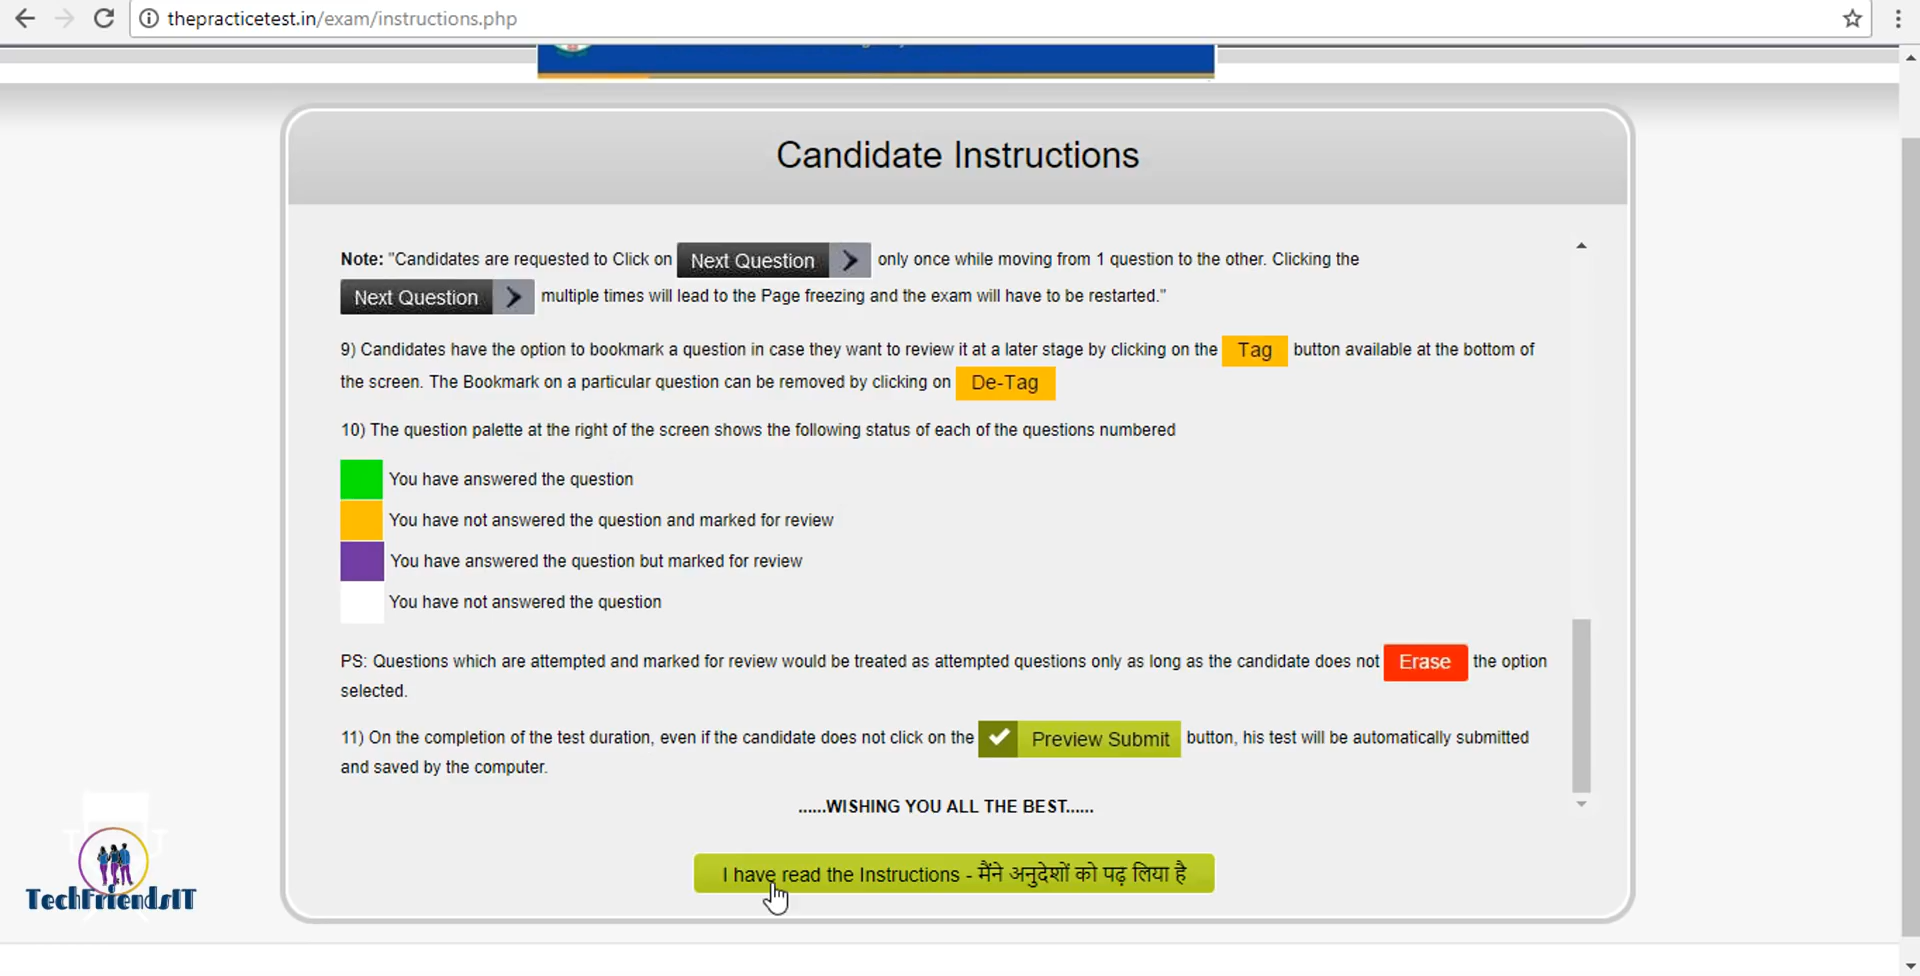 thepracticetest.in/exam/instructions.php
Candidate Instructions
Note: "Candidates are requested to Click on Next Question only once while moving from 1 question to the other. Clicking the
Next Question multiple times will lead to the Page freezing and the exam will have to be restarted."
9) Candidates have the option to bookmark a question in case they want to review it at a later stage by clicking on the Tag button available at the bottom of
the screen. The Bookmark on a particular question can be removed by clicking on De-Tag
10) The question palette at the right of the screen shows the following status of each of the questions numbered
You have answered the question
You have not answered the question and marked for review
You have answered the question but marked for review
You have not answered the question
PS: Questions which are attempted and marked for review would be treated as attempted questions only as long as the candidate does not Erase the option
selected.
11) On the completion of the test duration, even if the candidate does not click on the Preview Submit button, his test will be automatically submitted
and saved by the computer.
......WISHING YOU ALL THE BEST......
I have read the Instructions - मैंने अनुदेशों को पढ़ लिया है
TechFriendsIT